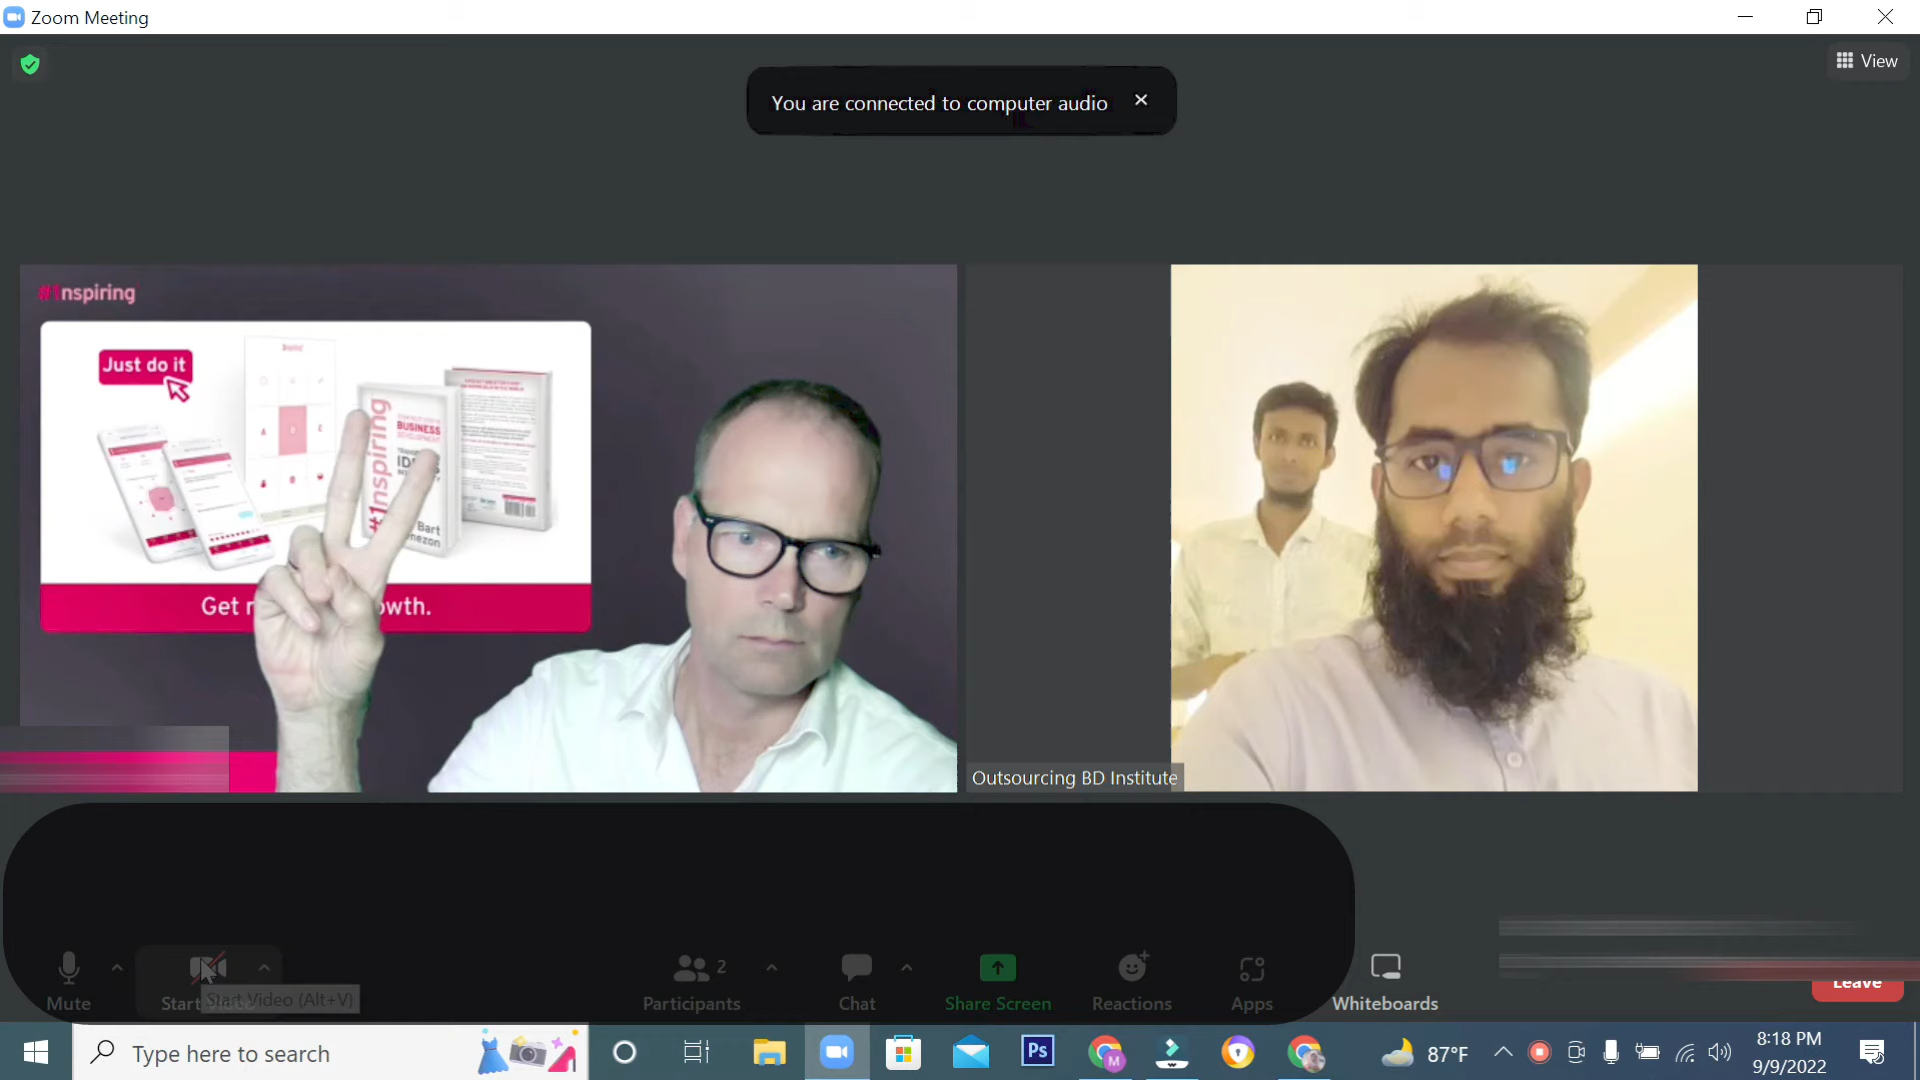 Zoom Meeting
View
You are connected to computer audio
#1nspiring
Just do it
#1nspiring
BUSINESS
Bart
Get
owth.
Outsourcing BD Institute
Mute
Start
Start Video (Alt+V)
2
Participants
Chat
Share Screen
Reactions
Apps
Whiteboards
Leave
Type here to search
Ps
M
87°F
8:18 PM
9/9/2022